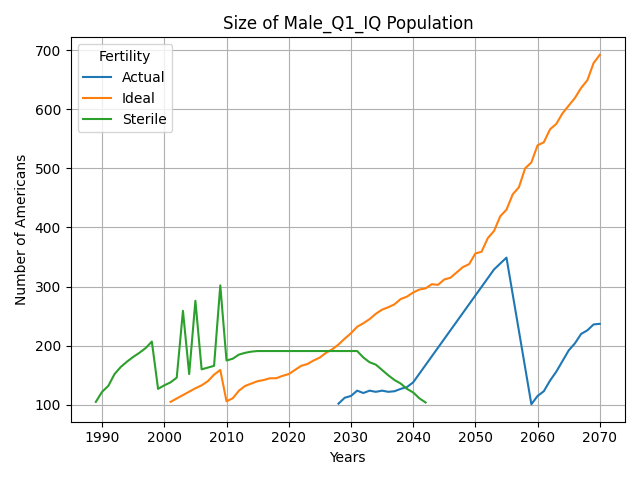 Size of Male_Q1_IQ Population
Fertility
Actual
Ideal
Sterile
Number of Americans
700
600
500
400
300
200
100
1990 2000 2010 2020 2030 2040 2050 2060 2070
Years